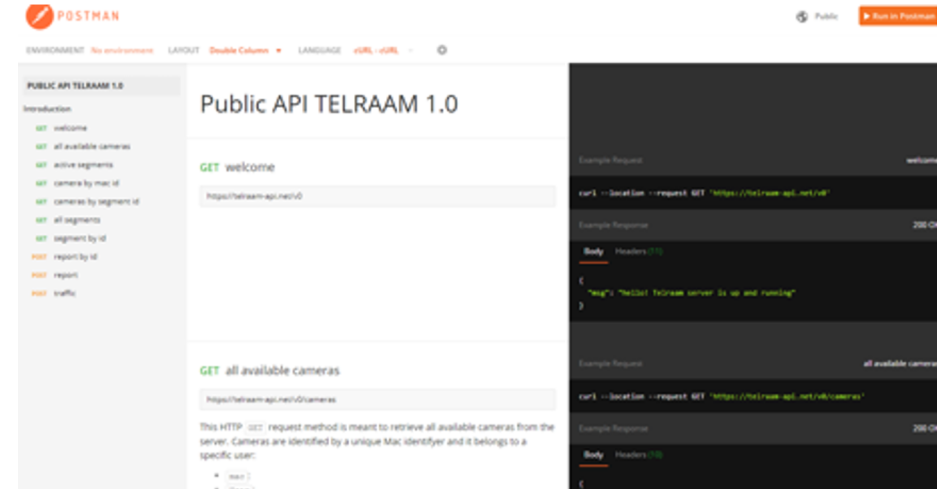 POSTMAN
Public
Run in Postman
ENVIRONMENT No environment LAYOUT Double Column LANGUAGE cURL - cURL
PUBLIC API TELRAAM 1.0
Introduction
GET welcome
GET all available cameras
GET active segments
GET camera by mac id
GET cameras by segment id
GET all segments
GET segment by id
POST report by id
POST report
POST traffic
Public API TELRAAM 1.0
GET welcome
https://telraam-api.net/v0
GET all available cameras
https://telraam-api.net/v0/cameras
This HTTP GET request method is meant to retrieve all available cameras from the
server. Cameras are identified by a unique Mac identifyer and it belongs to a
specific user:
• mac
Example Request
welcome
curl --location --request GET 'https://telraam-api.net/v0'
Example Response
200 OK
Body Headers (11)
{
"msg": "hello! Telraam server is up and running"
}
Example Request
all available cameras
curl --location --request GET 'https://telraam-api.net/v0/cameras'
Example Response
200 OK
Body Headers (10)
{